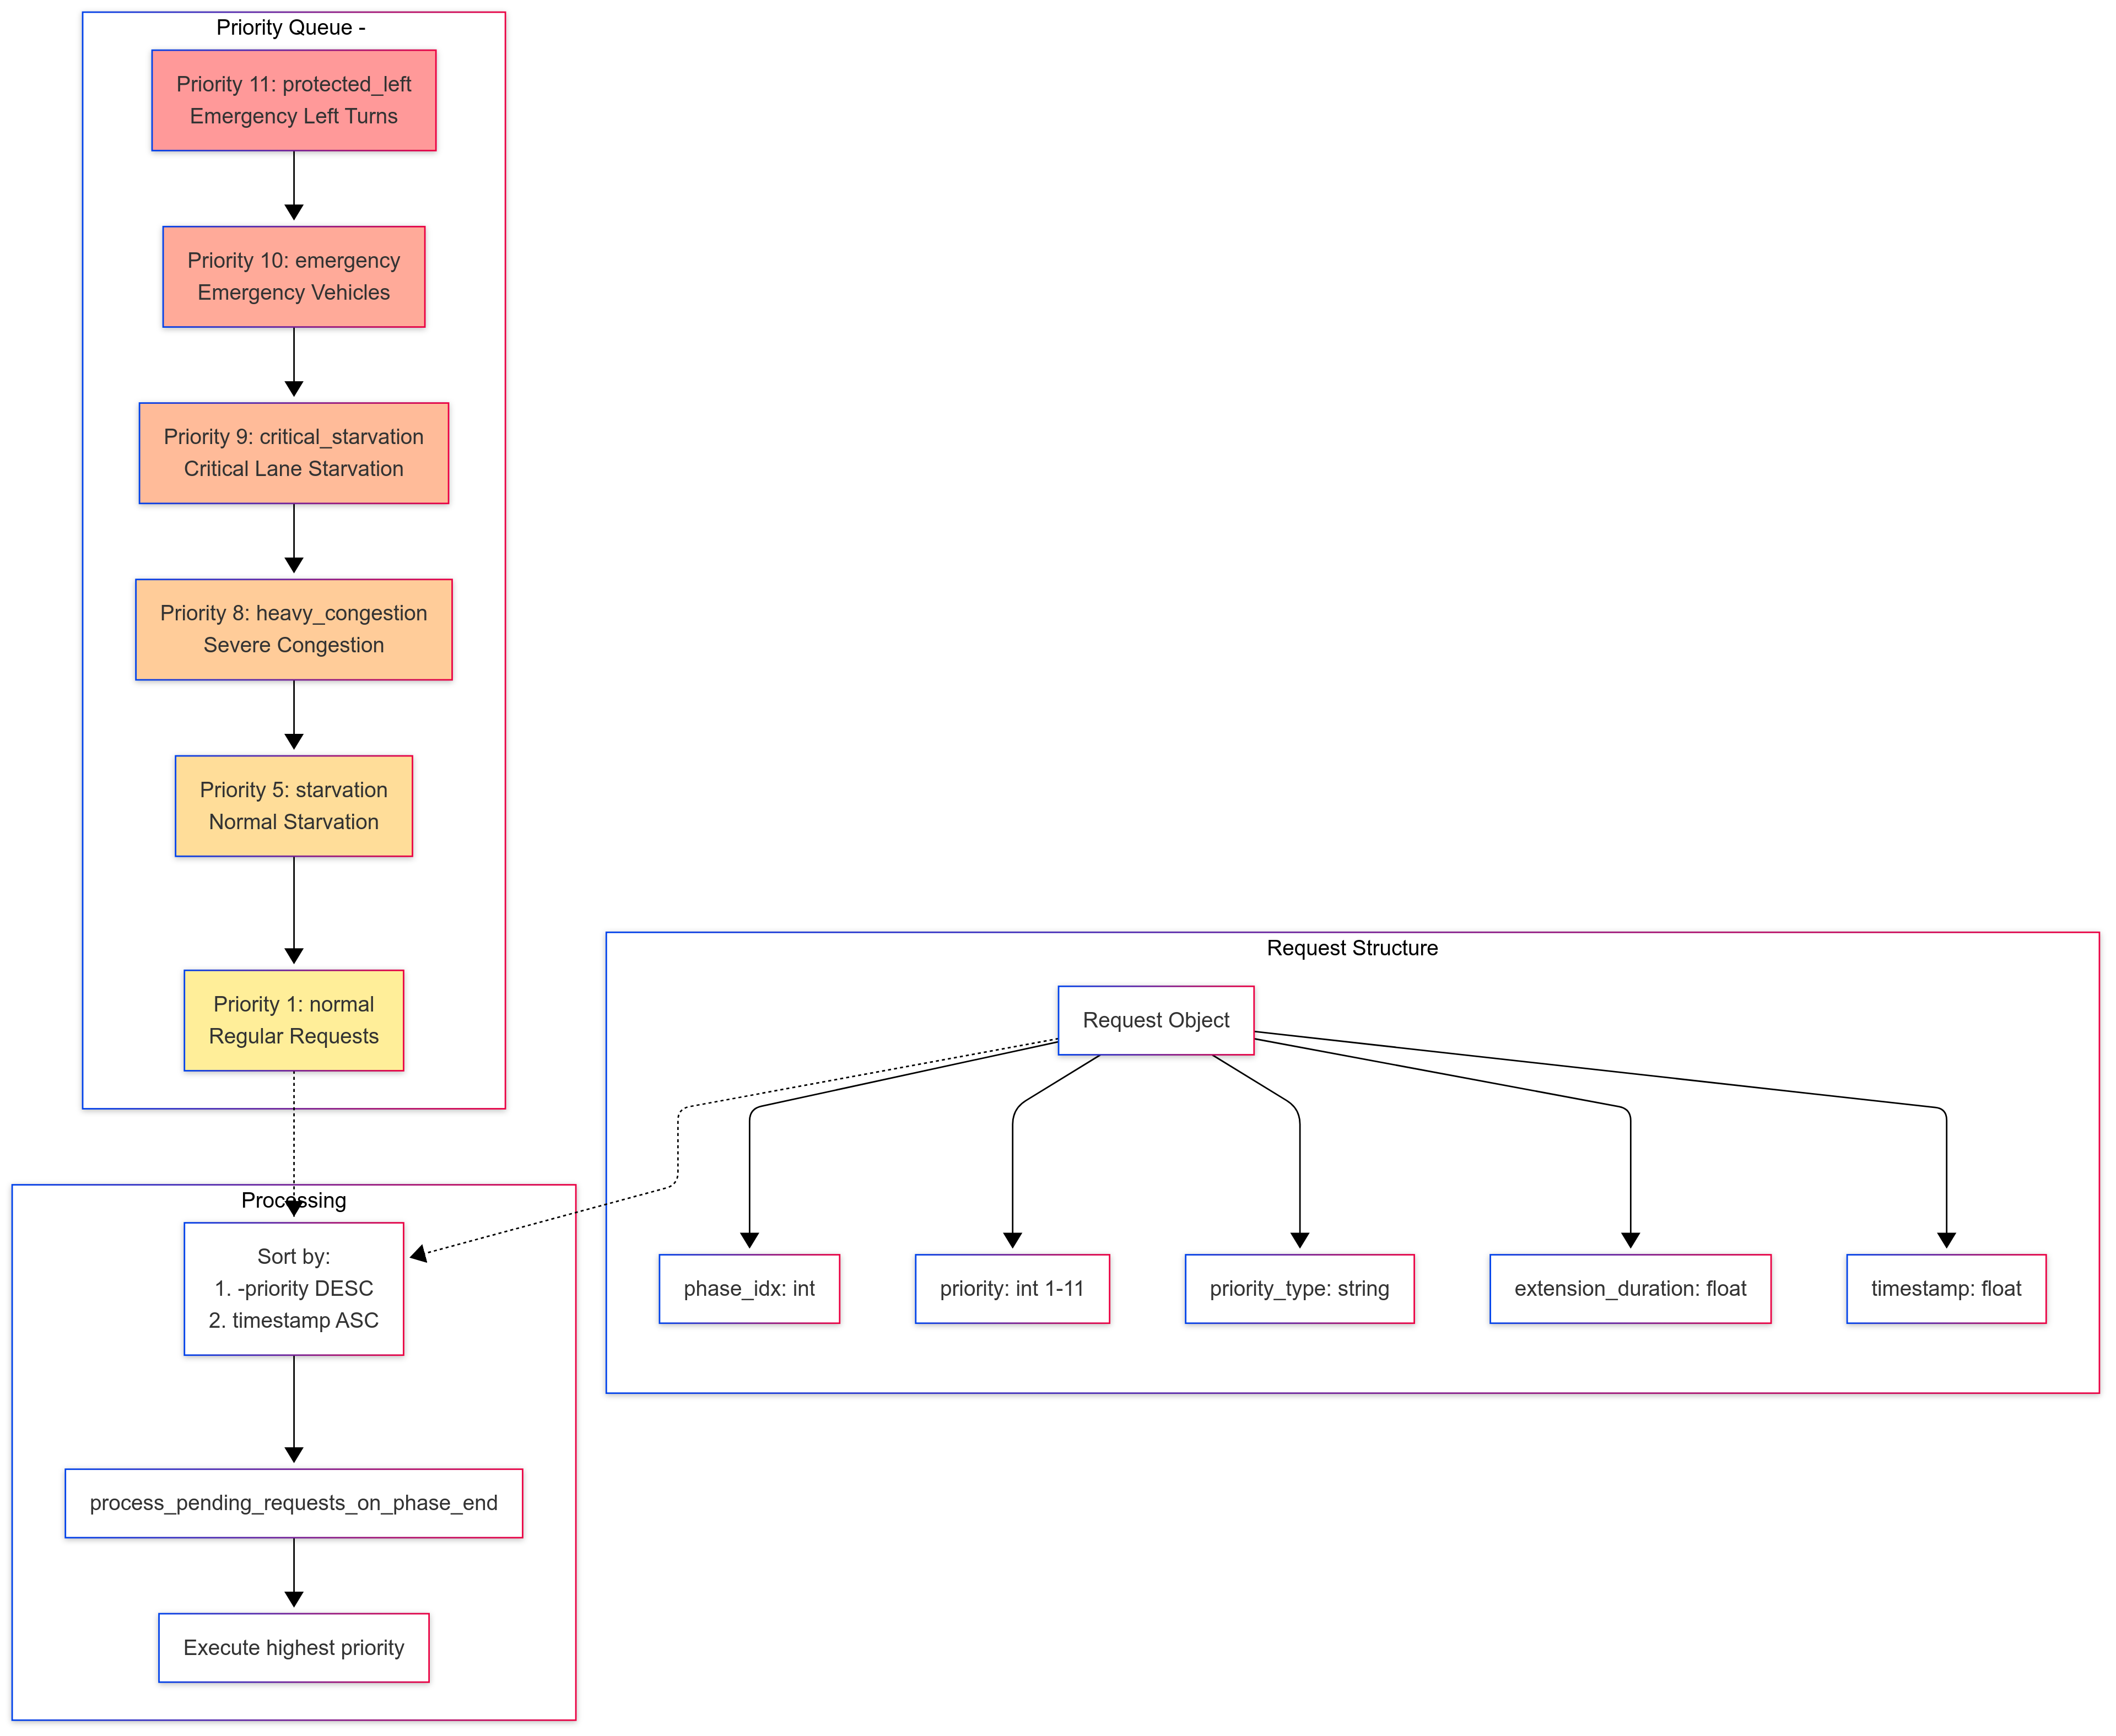 Priority Queue -
Priority 11: protected_left
Emergency Left Turns
Priority 10: emergency
Emergency Vehicles
Priority 9: critical_starvation
Critical Lane Starvation
Priority 8: heavy_congestion
Severe Congestion
Priority 5: starvation
Normal Starvation
Priority 1: normal
Regular Requests
Request Structure
Request Object
phase_idx: int
priority: int 1-11
priority_type: string
extension_duration: float
timestamp: float
Processing
Sort by:
1. -priority DESC
2. timestamp ASC
process_pending_requests_on_phase_end
Execute highest priority